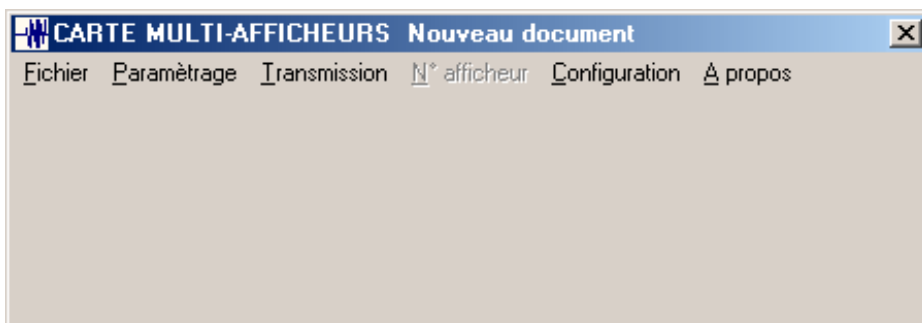 CARTE MULTI-AFFICHEURS Nouveau document
Fichier Paramètrage Transmission N° afficheur Configuration A propos